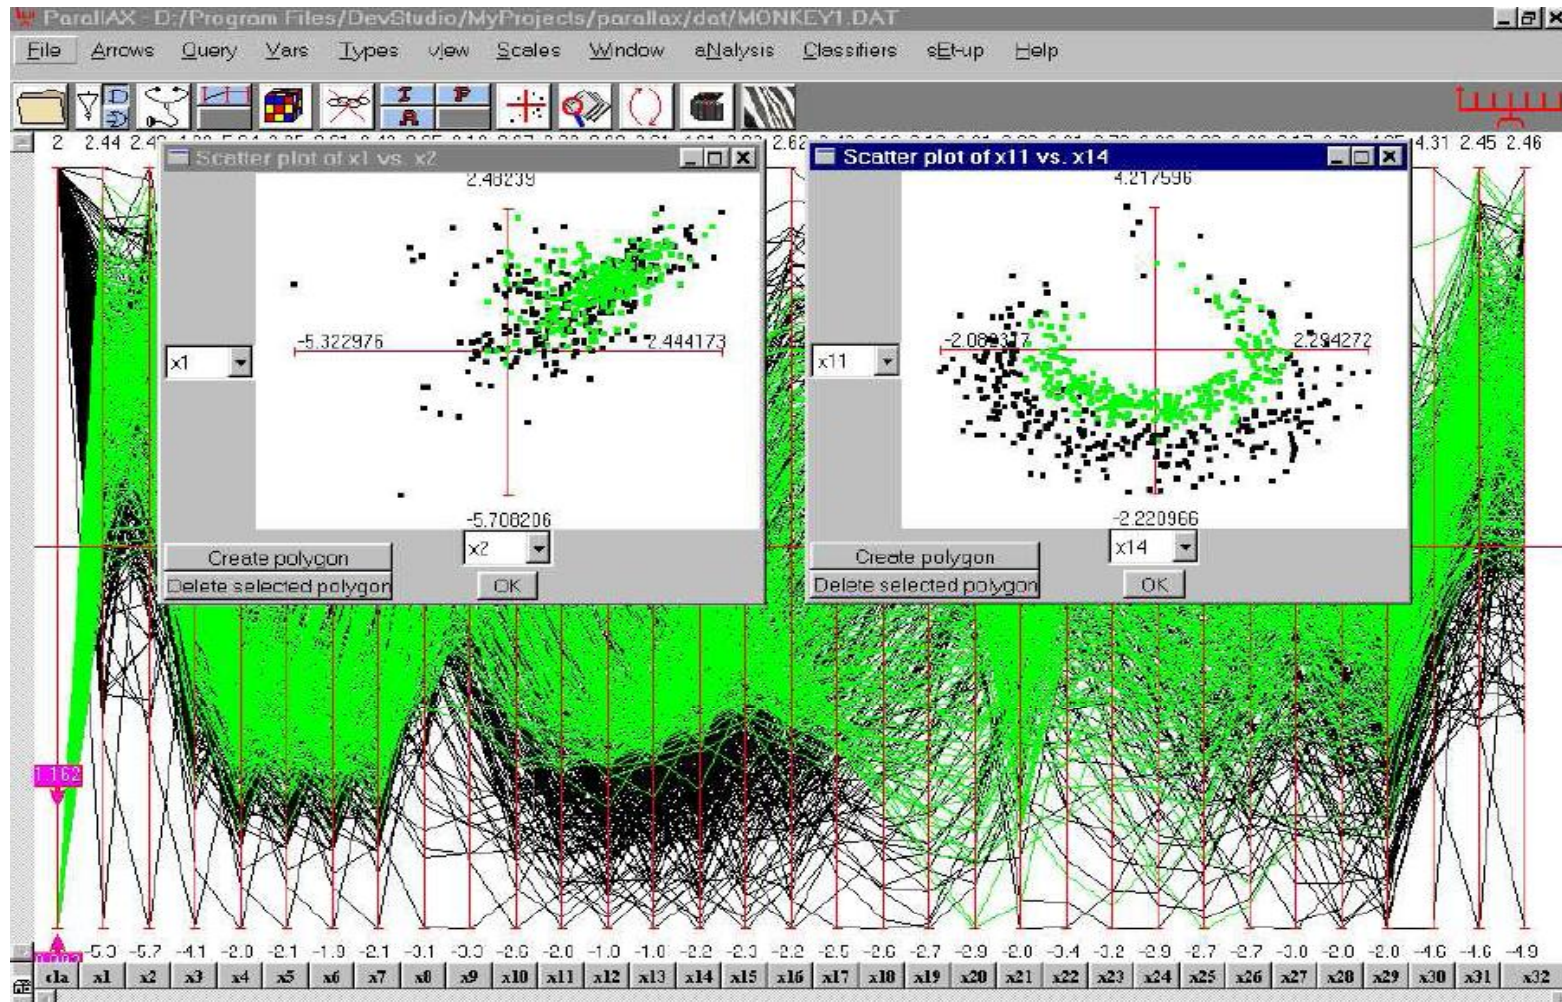 ParallAX - D:/Program Files/DevStudio/MyProjects/parallax/dat/MONKEY1.DAT
File Arrows Query Vars Types vIew Scales Window aNalysis Classifiers sEt-up Help
I P
A
2 2.44 2.62 4.31 2.45 2.46
Scatter plot of x1 vs. x2
2.48239
-5.322976 2.444173
x1
-5.708206
x2
Create polygon
Delete selected polygon
OK
Scatter plot of x11 vs. x14
4.217596
2.294272
x11
-2.220966
x14
Create polygon
Delete selected polygon
OK
1.162
-5.3 -5.7 -4.1 -2.0 -2.1 -1.9 -2.1 -3.1 -3.3 -2.6 -2.0 -1.0 -1.0 -2.2 -2.3 -2.2 -2.5 -2.6 -2.7 -2.9 -2.0 -3.4 -3.2 -2.9 -2.7 -2.7 -3.0 -2.0 -2.0 -4.6 -4.6 -4.9
cla x1 x2 x3 x4 x5 x6 x7 x8 x9 x10 x11 x12 x13 x14 x15 x16 x17 x18 x19 x20 x21 x22 x23 x24 x25 x26 x27 x28 x29 x30 x31 x32